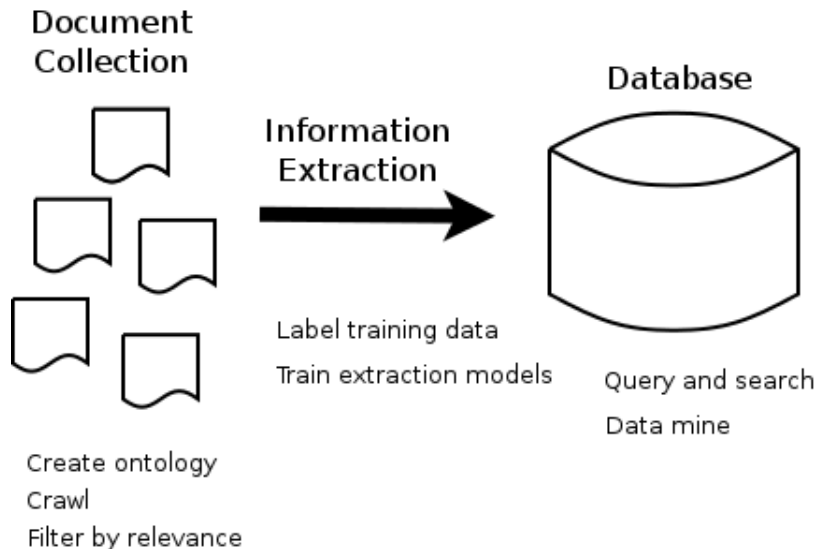 Document
Collection
Information
Extraction
Database
Label training data
Train extraction models
Query and search
Data mine
Create ontology
Crawl
Filter by relevance